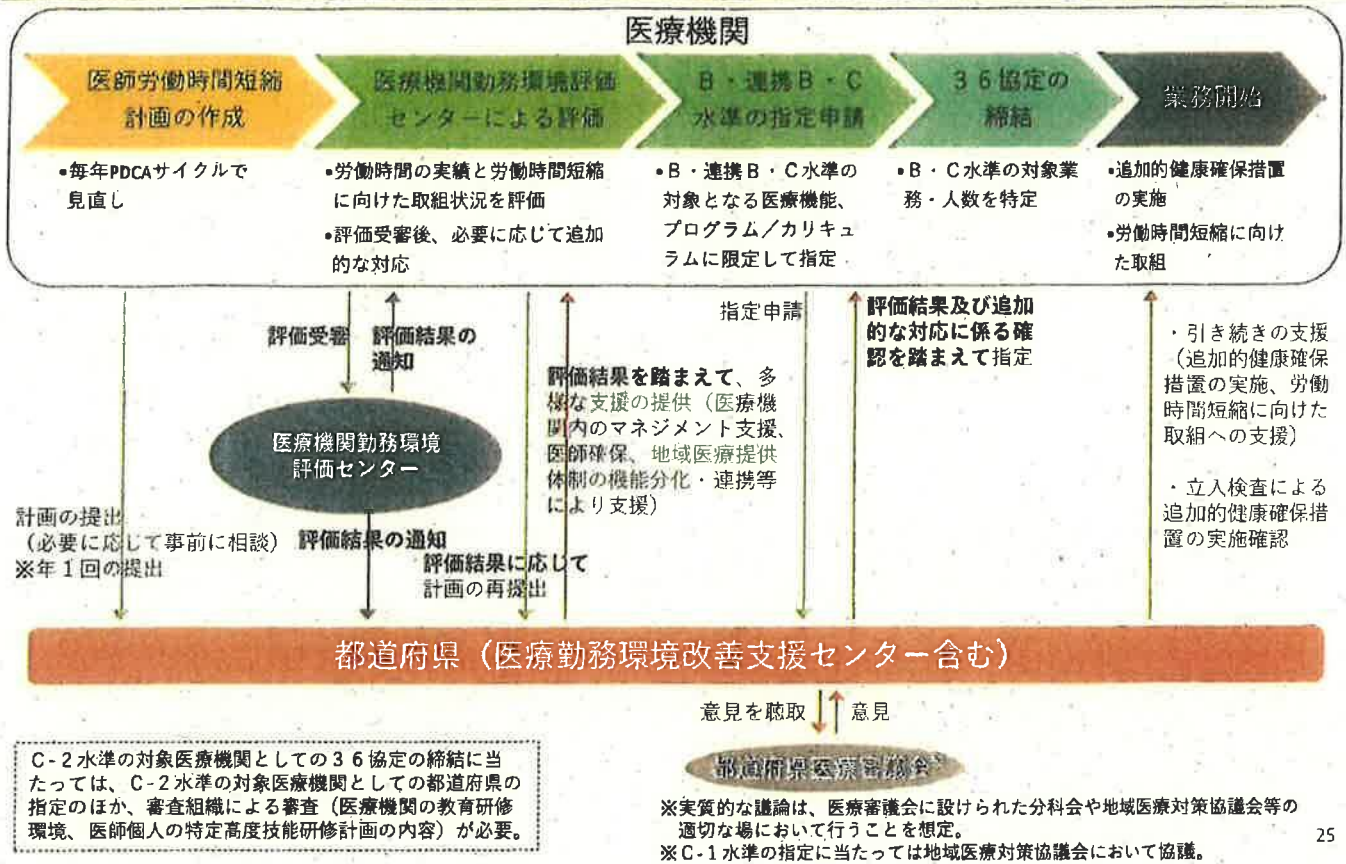 医療機関
医師労働時間短縮
計画の作成
医療機関勤務環境評価
センターによる評価
B・連携B・C
水準の指定申請
36協定の
締結
業務開始
•毎年PDCAサイクルで
見直し
•労働時間の実績と労働時間短縮
に向けた取組状況を評価
•評価受審後、必要に応じて追加
的な対応
•B・連携B・C水準の
対象となる医療機能、
プログラム/カリキュ
ラムに限定して指定
•B・C水準の対象業
務・人数を特定
•追加的健康確保措置
の実施
•労働時間短縮に向け
た取組
評価受審
評価結果の
通知
医療機関勤務環境
評価センター
計画の提出
(必要に応じて事前に相談)
※年1回の提出
評価結果の通知
評価結果に応じて
計画の再提出
評価結果を踏まえて、多
様な支援の提供(医療機
関内のマネジメント支援、
医師確保、地域医療提供
体制の機能分化・連携等
により支援)
指定申請
評価結果及び追加
的な対応に係る確
認を踏まえて指定
・引き続きの支援
(追加的健康確保
措置の実施、労働
時間短縮に向けた
取組への支援)
・立入検査による
追加的健康確保措
置の実施確認
都道府県(医療勤務環境改善支援センター含む)
意見を聴取
意見
都道府県医療審議会
C-2水準の対象医療機関としての36協定の締結に当
たっては、C-2水準の対象医療機関としての都道府県の
指定のほか、審査組織による審査(医療機関の教育研修
環境、医師個人の特定高度技能研修計画の内容)が必要。
※実質的な議論は、医療審議会に設けられた分科会や地域医療対策協議会等の
適切な場において行うことを想定。
※C-1水準の指定に当たっては地域医療対策協議会において協議。
25